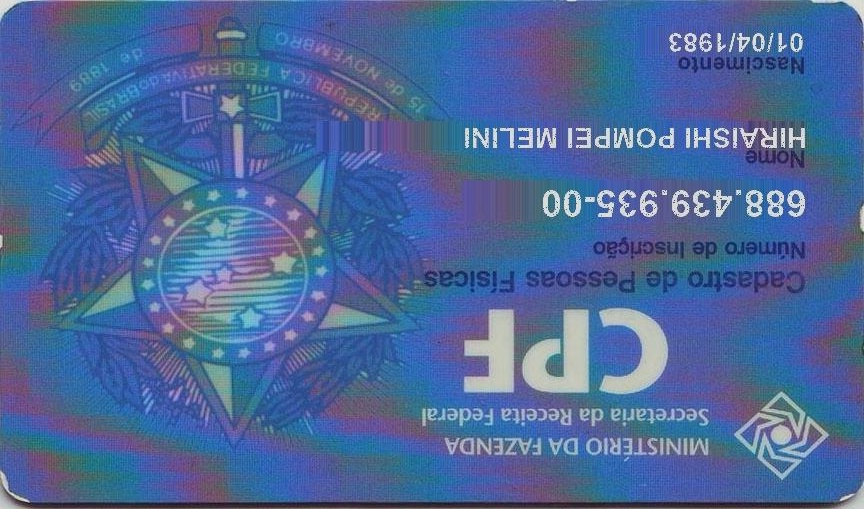 MINISTÉRIO DA FAZENDA
Secretaria da Receita Federal
CPF
Cadastro de Pessoas Físicas
Número de Inscrição
688.439.935-00
Nome
HIRAISHI POMPEI MELINI
Nascimento
01/04/1983
REPUBLICA FEDERATIVA do BRASIL
15 de NOVEMBRO
de 1889